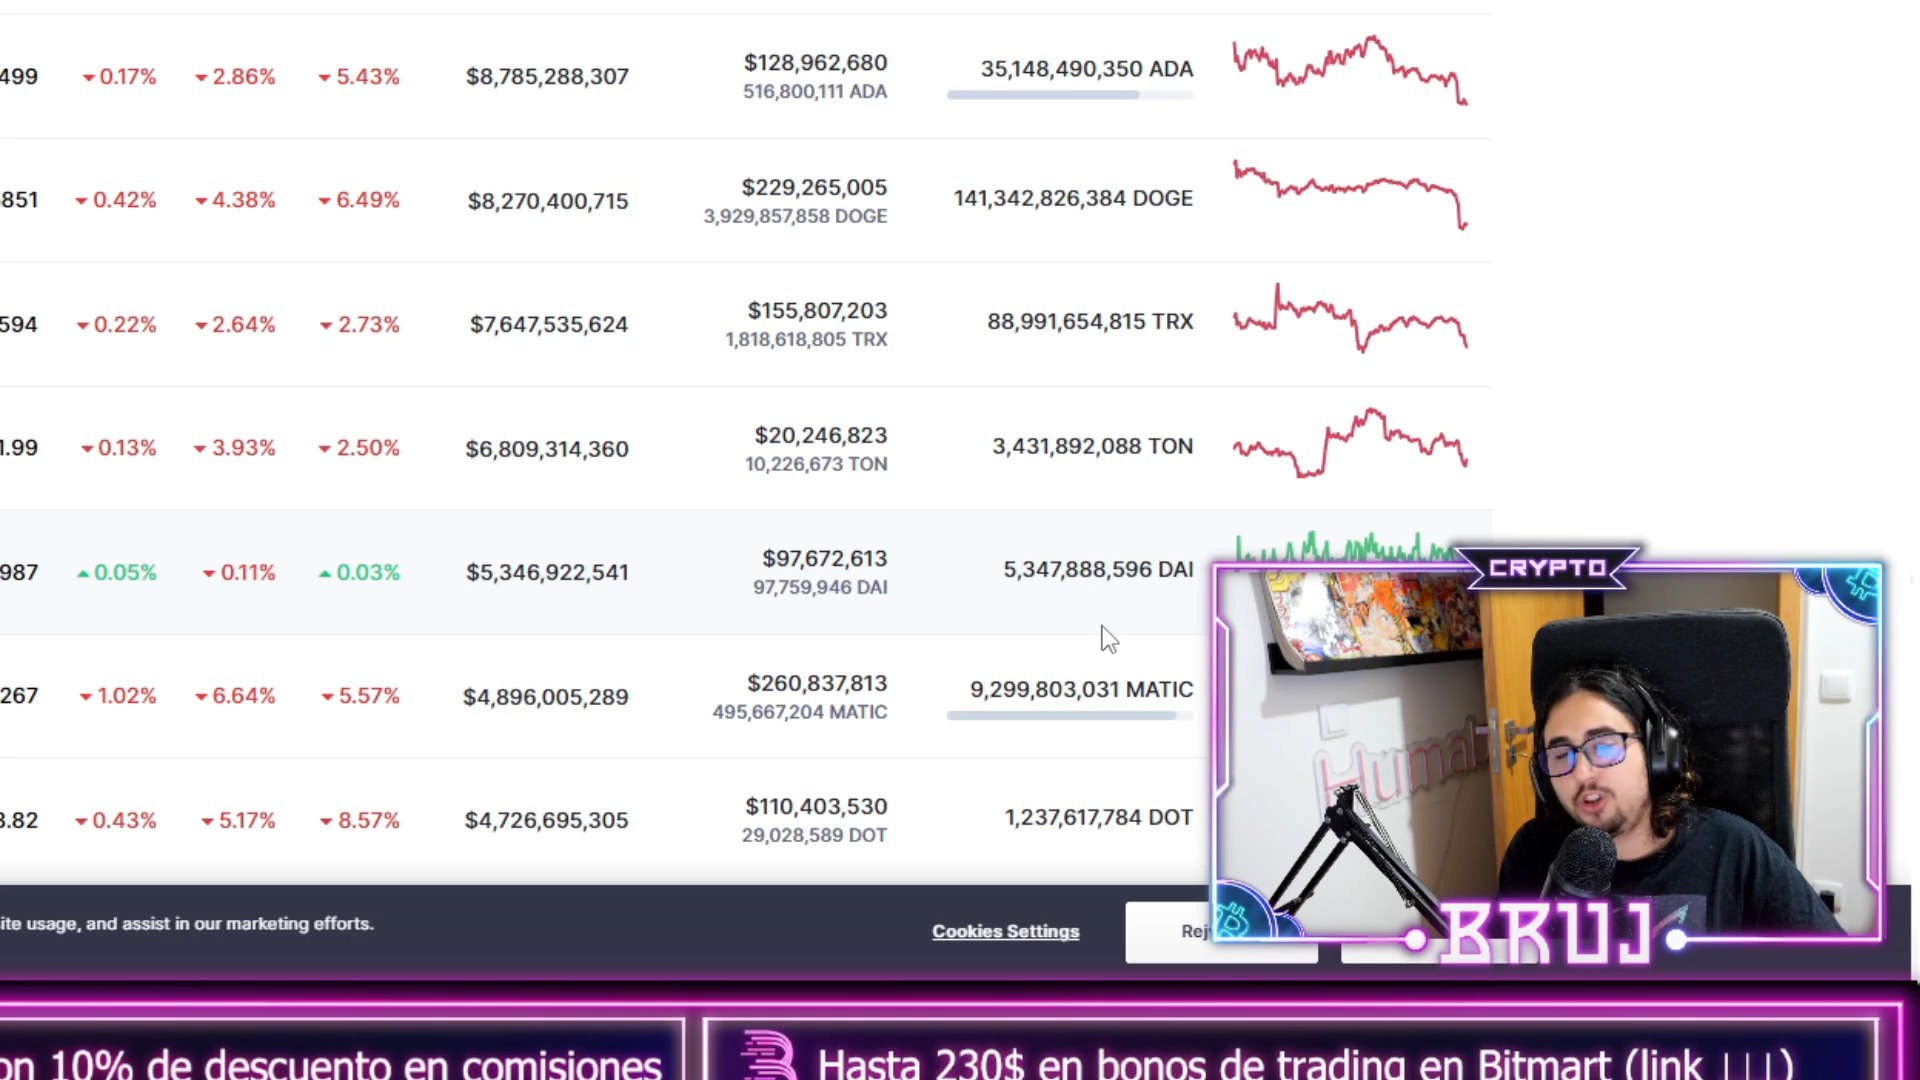 499 0.17% 2.86% 5.43% $8,785,288,307 $128,962,680 35,148,490,350 ADA
516,800,111 ADA
851 0.42% 4.38% 6.49% $8,270,400,715 $229,265,005 141,342,826,384 DOGE
3,929,857,858 DOGE
594 0.22% 2.64% 2.73% $7,647,535,624 $155,807,203 88,991,654,815 TRX
1,818,618,805 TRX
1.99 0.13% 3.93% 2.50% $6,809,314,360 $20,246,823 3,431,892,088 TON
10,226,673 TON
987 0.05% 0.11% 0.03% $5,346,922,541 $97,672,613 5,347,888,596 DAI
97,759,946 DAI
CRYPTO
267 1.02% 6.64% 5.57% $4,896,005,289 $260,837,813 9,299,803,031 MATIC
495,667,204 MATIC
Human
3.82 0.43% 5.17% 8.57% $4,726,695,305 $110,403,530 1,237,617,784 DOT
29,028,589 DOT
ite usage, and assist in our marketing efforts.
Cookies Settings
Rej
BRUJ
on 10% de descuento en comisiones
Hasta 230$ en bonos de trading en Bitmart (link ↓↓↓)